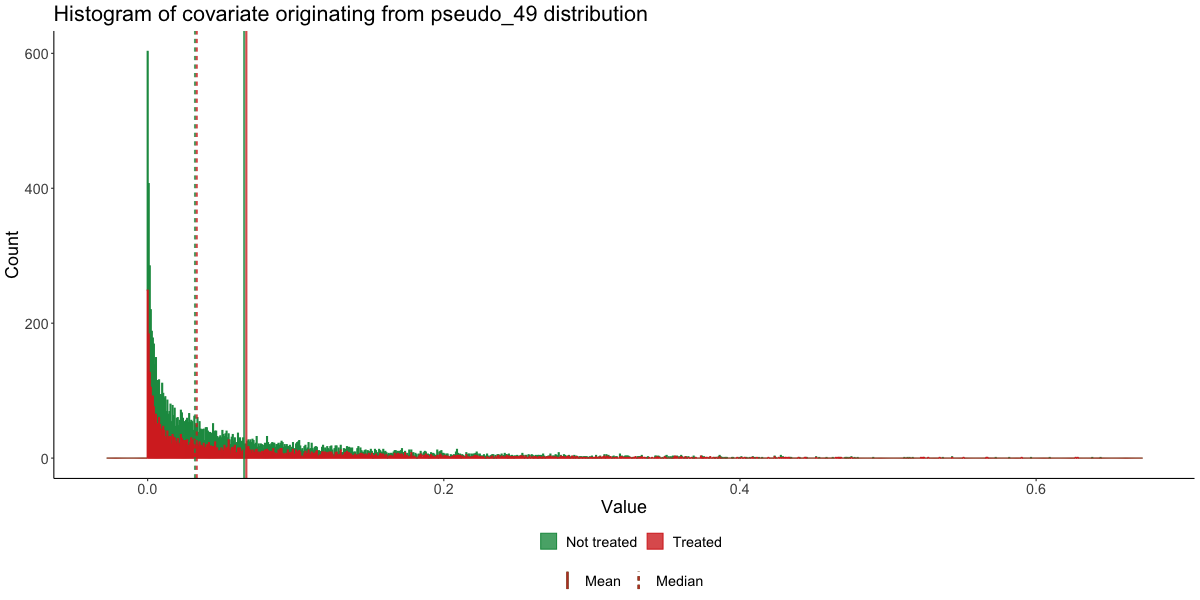 Histogram of covariate originating from pseudo_49 distribution
600
400
200
0
Count
0.0
0.2
0.4
0.6
Value
Not treated
Treated
Mean
Median